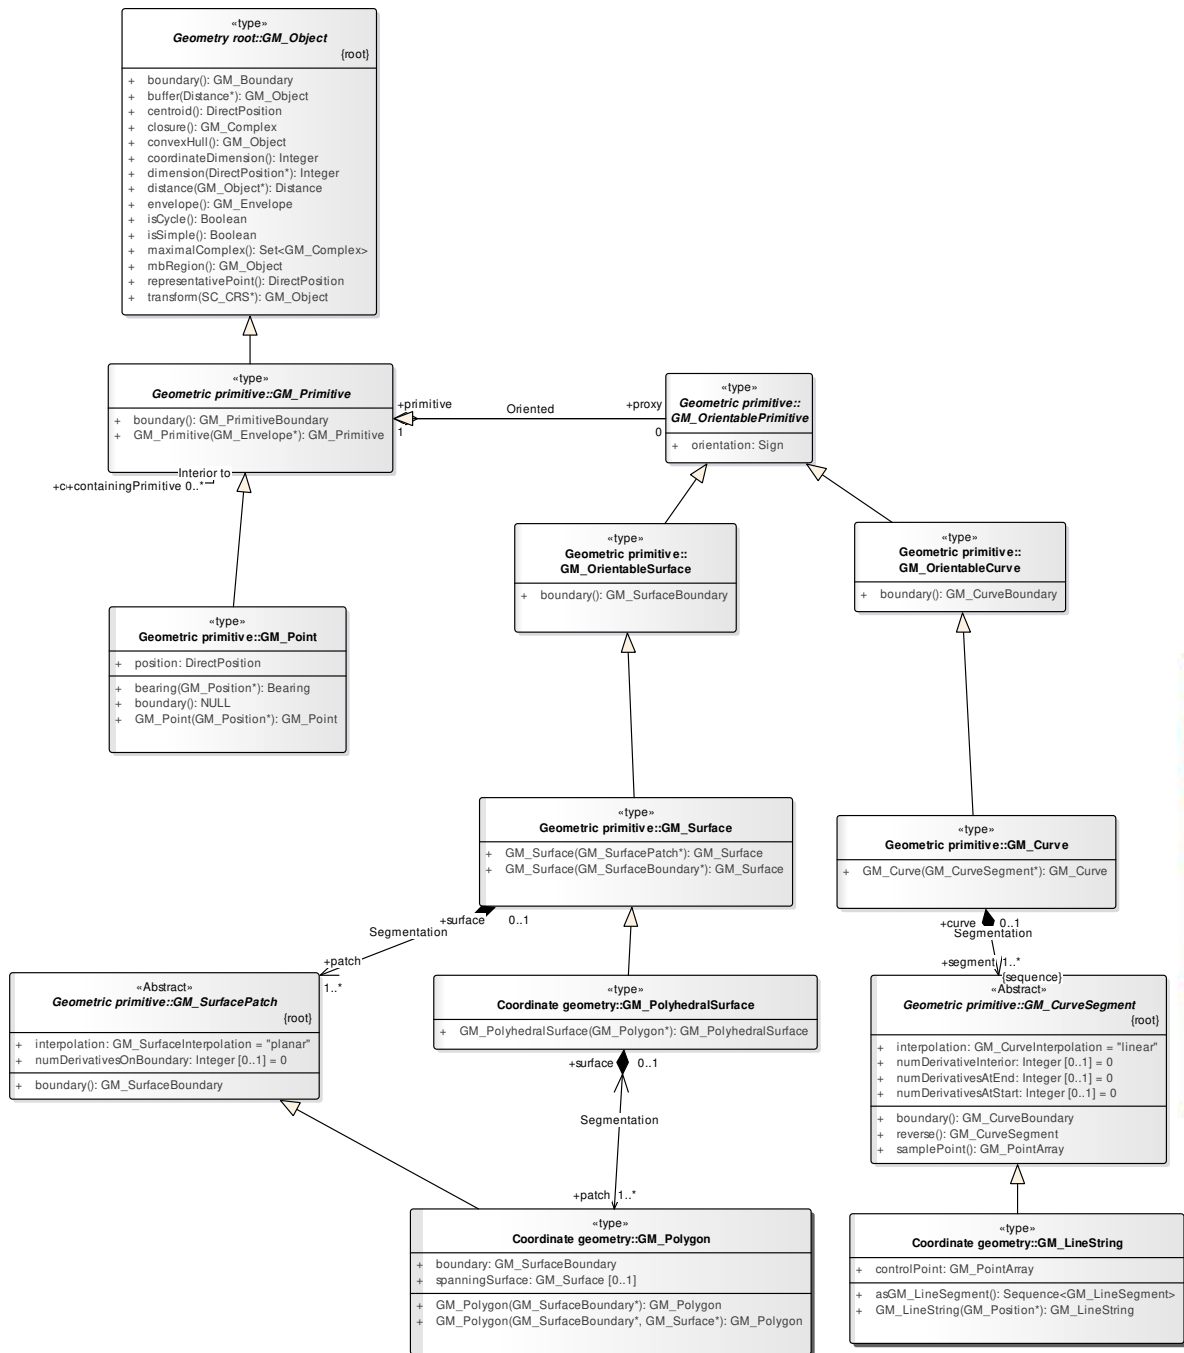 «type»
Geometry root::GM_Object
{root}
+ boundary(): GM_Boundary
+ buffer(Distance*): GM_Object
+ centroid(): DirectPosition
+ closure(): GM_Complex
+ convexHull(): GM_Object
+ coordinateDimension(): Integer
+ dimension(DirectPosition*): Integer
+ distance(GM_Object*): Distance
+ envelope(): GM_Envelope
+ isCycle(): Boolean
+ isSimple(): Boolean
+ maximalComplex(): Set<GM_Complex>
+ mbRegion(): GM_Object
+ representativePoint(): DirectPosition
+ transform(SC_CRS*): GM_Object
«type»
Geometric primitive::GM_Primitive
+ boundary(): GM_PrimitiveBoundary
+ GM_Primitive(GM_Envelope*): GM_Primitive
+primitive
1
Oriented
+proxy
0
«type»
Geometric primitive::
GM_OrientablePrimitive
+ orientation: Sign
Interior to
+c+containingPrimitive 0..*
«type»
Geometric primitive::
GM_OrientableSurface
+ boundary(): GM_SurfaceBoundary
«type»
Geometric primitive::
GM_OrientableCurve
+ boundary(): GM_CurveBoundary
«type»
Geometric primitive::GM_Point
+ position: DirectPosition
+ bearing(GM_Position*): Bearing
+ boundary(): NULL
+ GM_Point(GM_Position*): GM_Point
«type»
Geometric primitive::GM_Surface
+ GM_Surface(GM_SurfacePatch*): GM_Surface
+ GM_Surface(GM_SurfaceBoundary*): GM_Surface
«type»
Geometric primitive::GM_Curve
+ GM_Curve(GM_CurveSegment*): GM_Curve
+surface 0..1
Segmentation
+patch
1..*
+curve 0..1
Segmentation
+segment 1..*
{sequence}
«Abstract»
Geometric primitive::GM_SurfacePatch
{root}
+ interpolation: GM_SurfaceInterpolation = "planar"
+ numDerivativesOnBoundary: Integer [0..1] = 0
+ boundary(): GM_SurfaceBoundary
«type»
Coordinate geometry::GM_PolyhedralSurface
+ GM_PolyhedralSurface(GM_Polygon*): GM_PolyhedralSurface
«Abstract»
Geometric primitive::GM_CurveSegment
{root}
+ interpolation: GM_CurveInterpolation = "linear"
+ numDerivativeInterior: Integer [0..1] = 0
+ numDerivativesAtEnd: Integer [0..1] = 0
+ numDerivativesAtStart: Integer [0..1] = 0
+ boundary(): GM_CurveBoundary
+ reverse(): GM_CurveSegment
+ samplePoint(): GM_PointArray
+surface 0..1
Segmentation
+patch 1..*
«type»
Coordinate geometry::GM_Polygon
+ boundary: GM_SurfaceBoundary
+ spanningSurface: GM_Surface [0..1]
+ GM_Polygon(GM_SurfaceBoundary*): GM_Polygon
+ GM_Polygon(GM_SurfaceBoundary*, GM_Surface*): GM_Polygon
«type»
Coordinate geometry::GM_LineString
+ controlPoint: GM_PointArray
+ asGM_LineSegment(): Sequence<GM_LineSegment>
+ GM_LineString(GM_Position*): GM_LineString